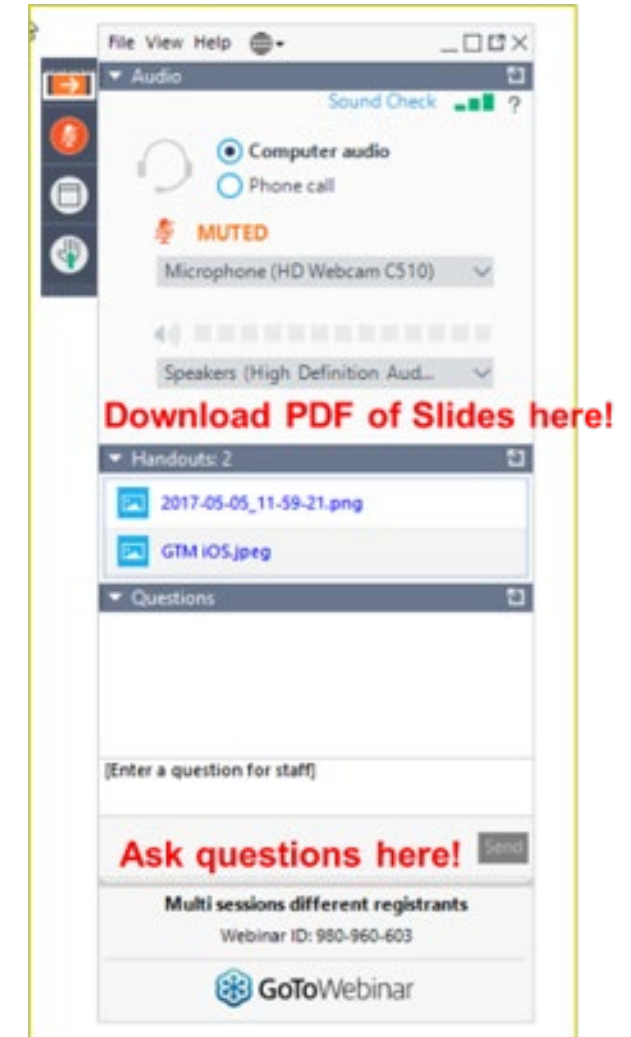 File View Help
Audio
Sound Check ?
Computer audio
Phone call
MUTED
Microphone (HD Webcam C510)
Speakers (High Definition Aud...
Download PDF of Slides here!
Handouts: 2
2017-05-05_11-59-21.png
GTM iOS.jpeg
Questions
[Enter a question for staff]
Ask questions here!
Send
Multi sessions different registrants
Webinar ID: 980-960-603
GoToWebinar